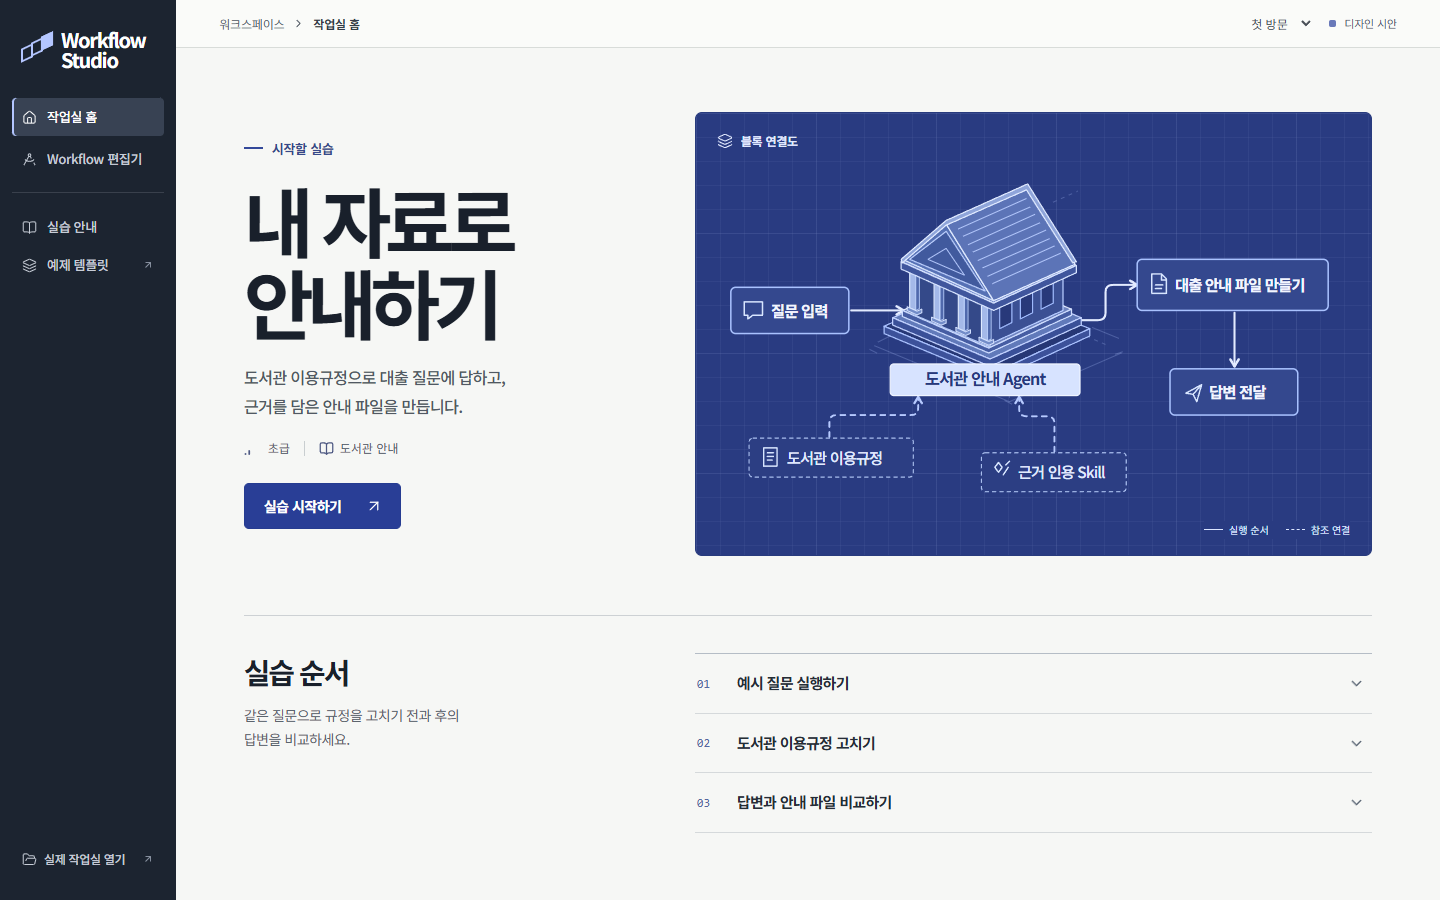 Workflow
Studio
작업실 홈
Workflow 편집기
실습 안내
예제 템플릿
실제 작업실 열기
워크스페이스
작업실 홈
첫 방문
디자인 시안
시작할 실습
내 자료로
안내하기
도서관 이용규정으로 대출 질문에 답하고,
근거를 담은 안내 파일을 만듭니다.
초급
도서관 안내
실습 시작하기
블록 연결도
질문 입력
도서관 안내 Agent
대출 안내 파일 만들기
답변 전달
도서관 이용규정
근거 인용 Skill
실행 순서
참조 연결
실습 순서
같은 질문으로 규정을 고치기 전과 후의
답변을 비교하세요.
01 예시 질문 실행하기
02 도서관 이용규정 고치기
03 답변과 안내 파일 비교하기